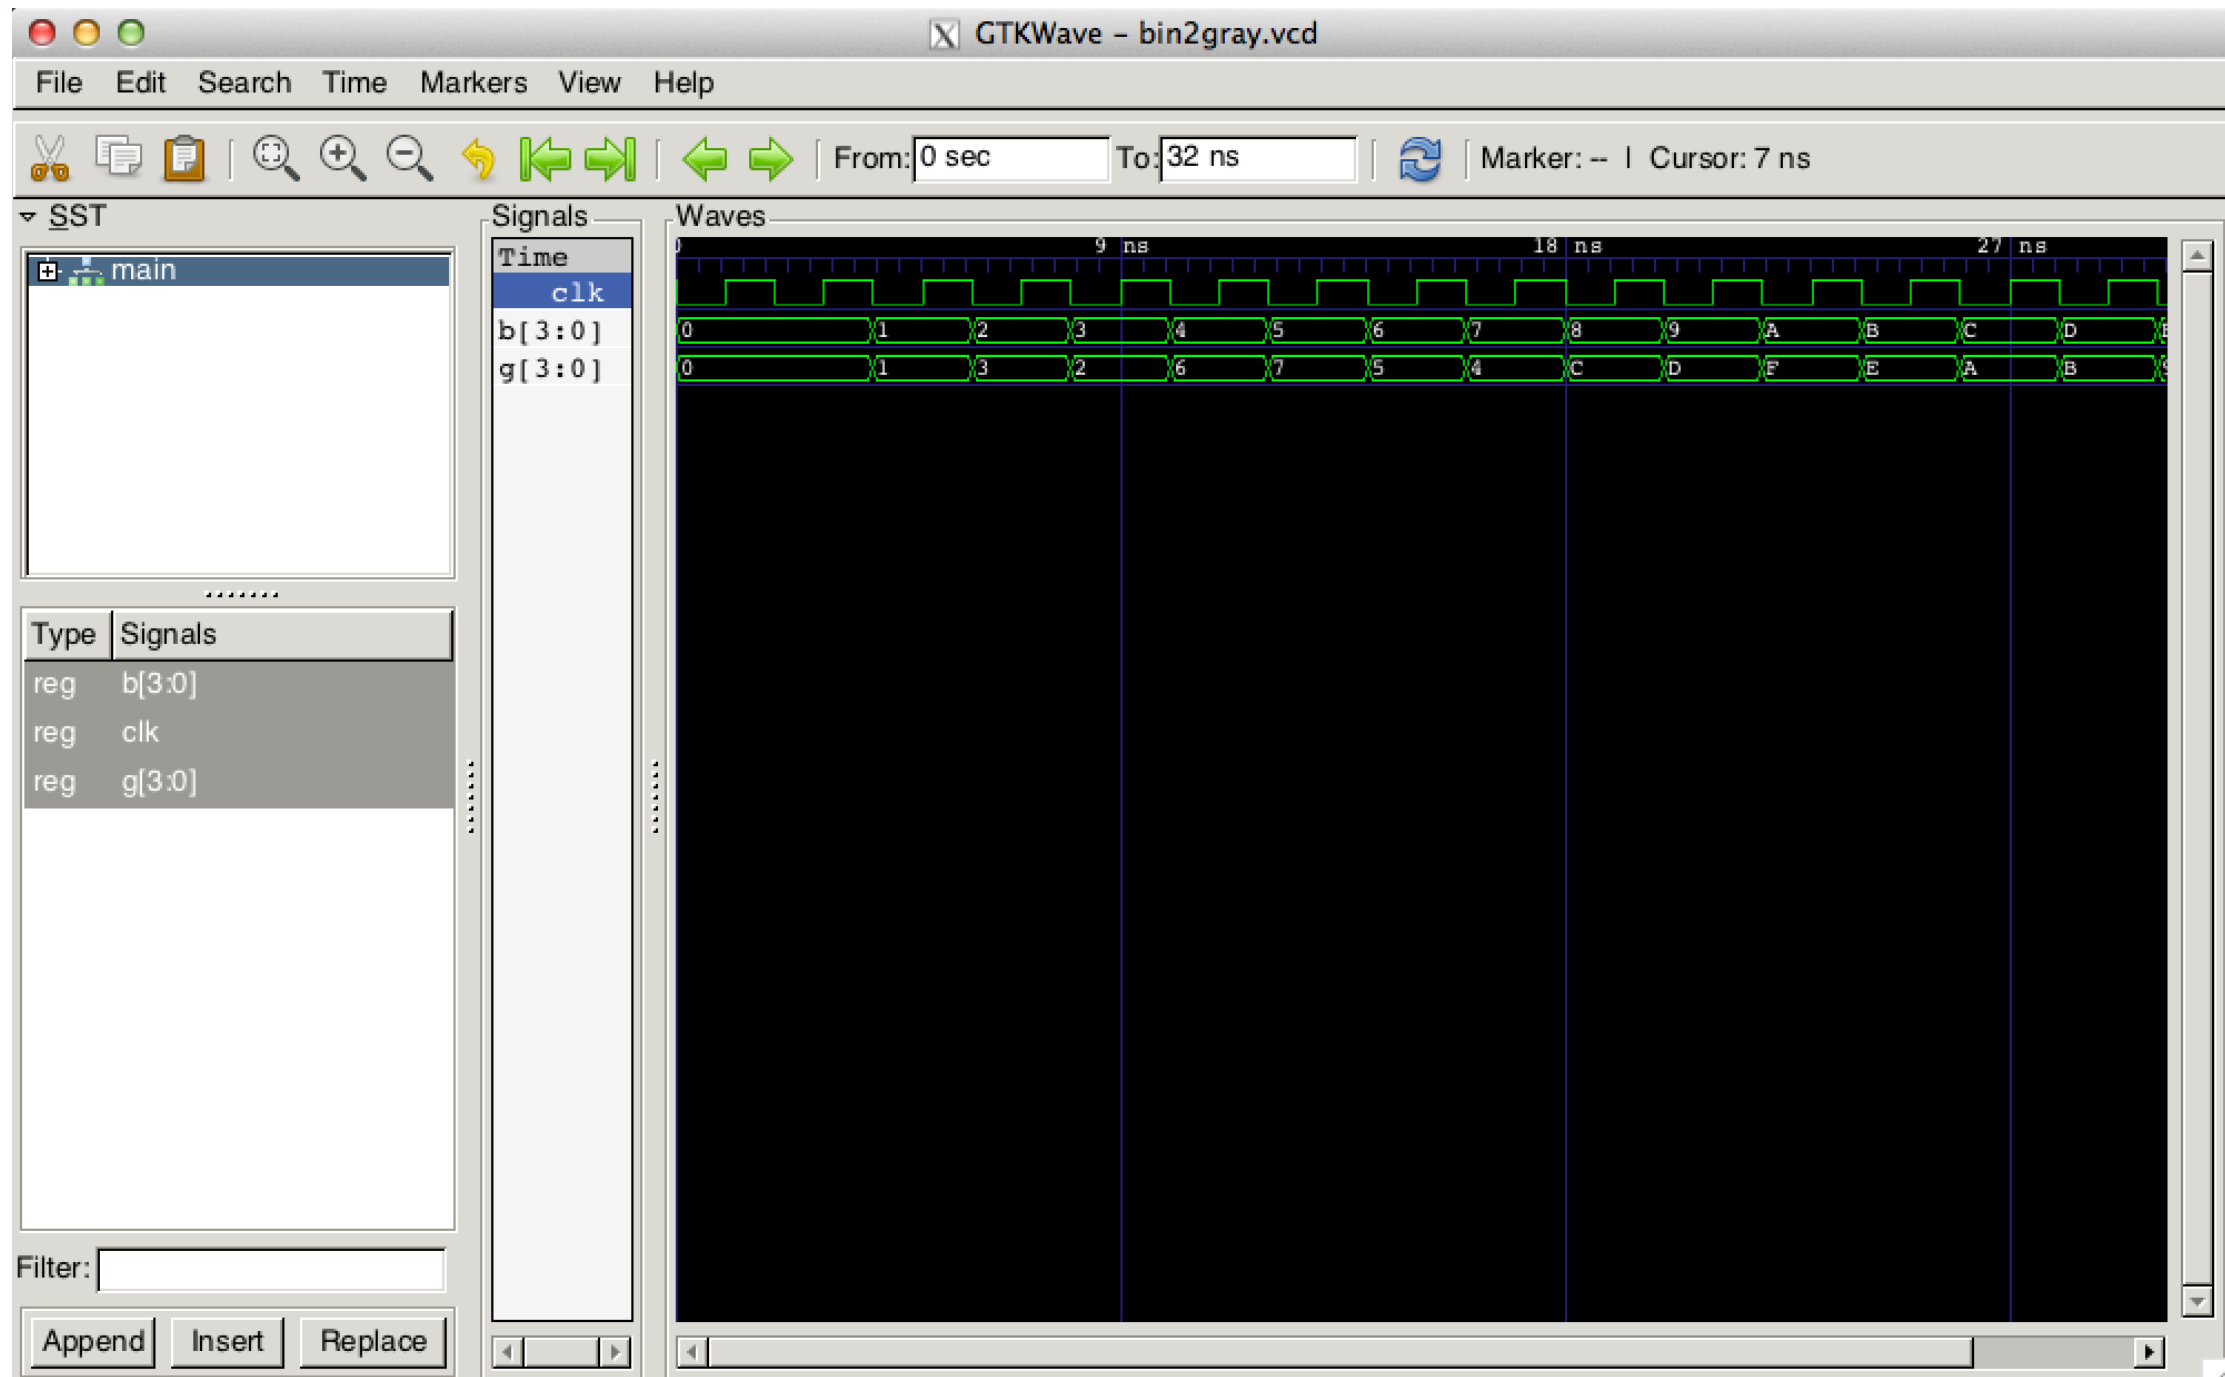 GTKWave – bin2gray.vcd
File Edit Search Time Markers View Help
From: 0 sec To: 32 ns Marker: -- | Cursor: 7 ns
SST
main
Type Signals
reg b[3:0]
reg clk
reg g[3:0]
Filter:
Append Insert Replace
Signals
Time
clk
b[3:0]
g[3:0]
Waves
9 ns 18 ns 27 ns
0 1 2 3 4 5 6 7 8 9 A B C D
0 1 3 2 6 7 5 4 C D F E A B